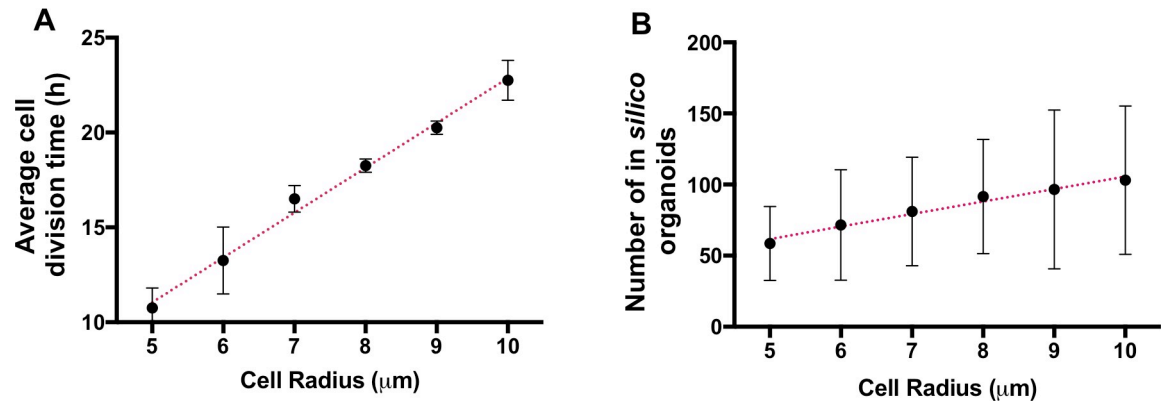 A
25
20
15
10
Average cell
division time (h)
5 6 7 8 9 10
Cell Radius (μm)
B
200
150
100
50
0
Number of in silico
organoids
5 6 7 8 9 10
Cell Radius (μm)